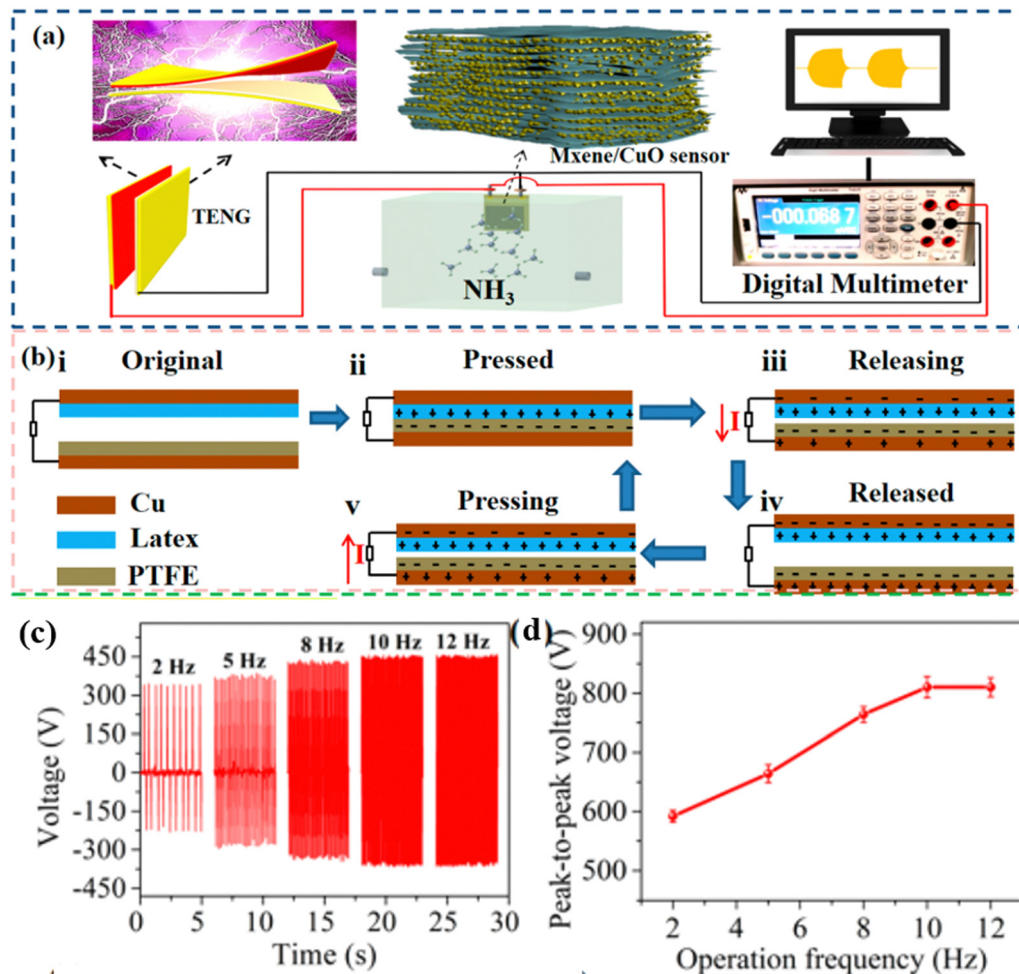 (a)
Mxene/CuO sensor
TENG
NH3
-000.068 7
Digital Multimeter
(b)
i
Original
ii
Pressed
iii
Releasing
I
Cu
Latex
PTFE
v
Pressing
I
iv
Released
(c)
Voltage (V)
450
300
150
0
-150
-300
-450
2 Hz
5 Hz
8 Hz
10 Hz
12 Hz
0
5
10
15
20
25
30
Time (s)
(d)
Peak-to-peak voltage (V)
900
800
700
600
500
2
4
6
8
10
12
Operation frequency (Hz)